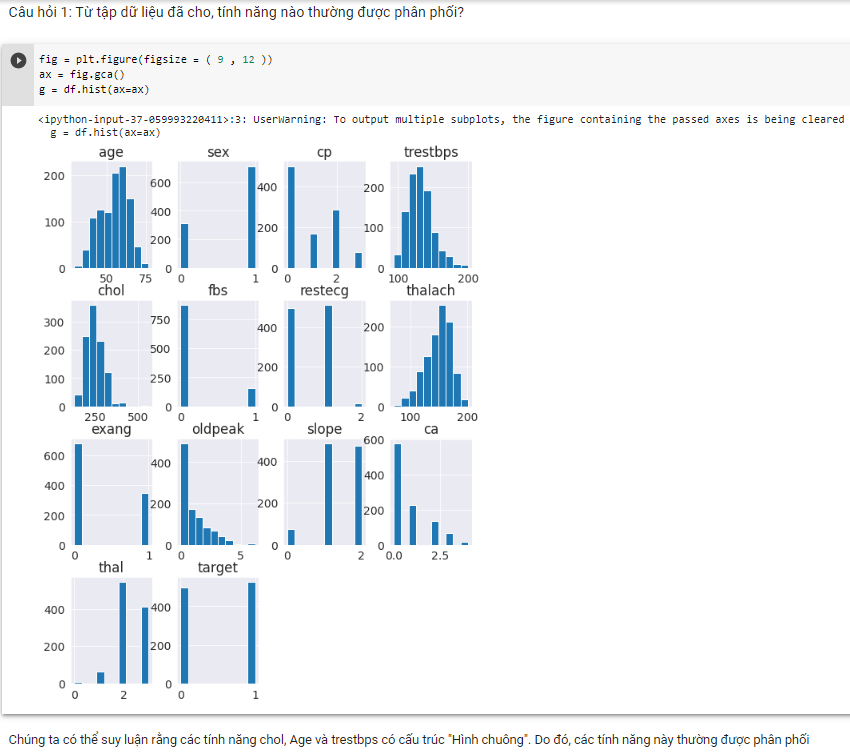 Câu hỏi 1: Từ tập dữ liệu đã cho, tính năng nào thường được phân phối?
fig = plt.figure(figsize = ( 9 , 12 ))
ax = fig.gca()
g = df.hist(ax=ax)
<ipython-input-37-059993220411>:3: UserWarning: To output multiple subplots, the figure containing the passed axes is being cleared
g = df.hist(ax=ax)
age sex cp trestbps
200 100 0
600 400 200 0
400 200 0
200 100 0
50 75 0 1 0 2 100 200
chol fbs restecg thalach
300 200 100 0
750 500 250 0
400 200 0
200 100 0
250 500 0 1 0 2 100 200
exang oldpeak slope ca
600 400 200 0
400 200 0
400 200 0
600 400 200 0
0 1 0 5 0 2 0.0 2.5
thal target
400 200 0
400 200 0
0 2 0 1
Chúng ta có thể suy luận rằng các tính năng chol, Age và trestbps có cấu trúc "Hình chuông". Do đó, các tính năng này thường được phân phối